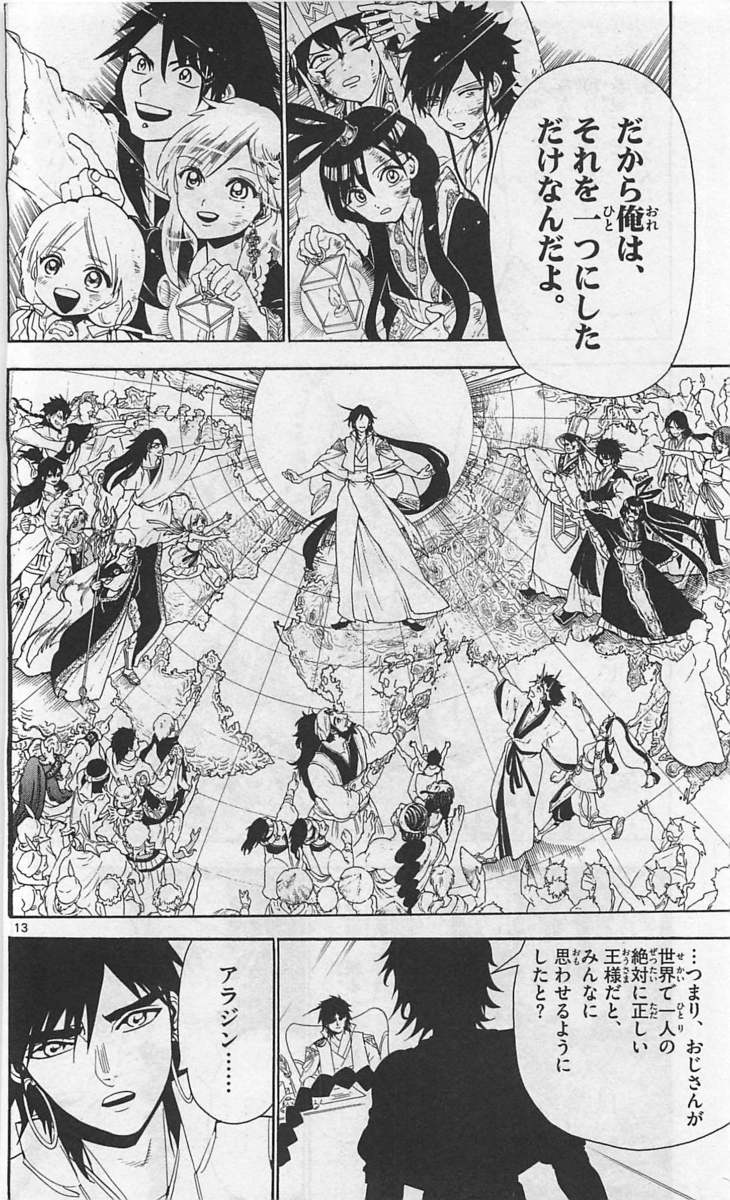 だから俺は、
それを一つにした
だけなんだよ。
13
…つまり、おじさんが
世界で一人の
絶対に正しい
王様だと、
みんなに
思わせるように
したと？
アラジン……